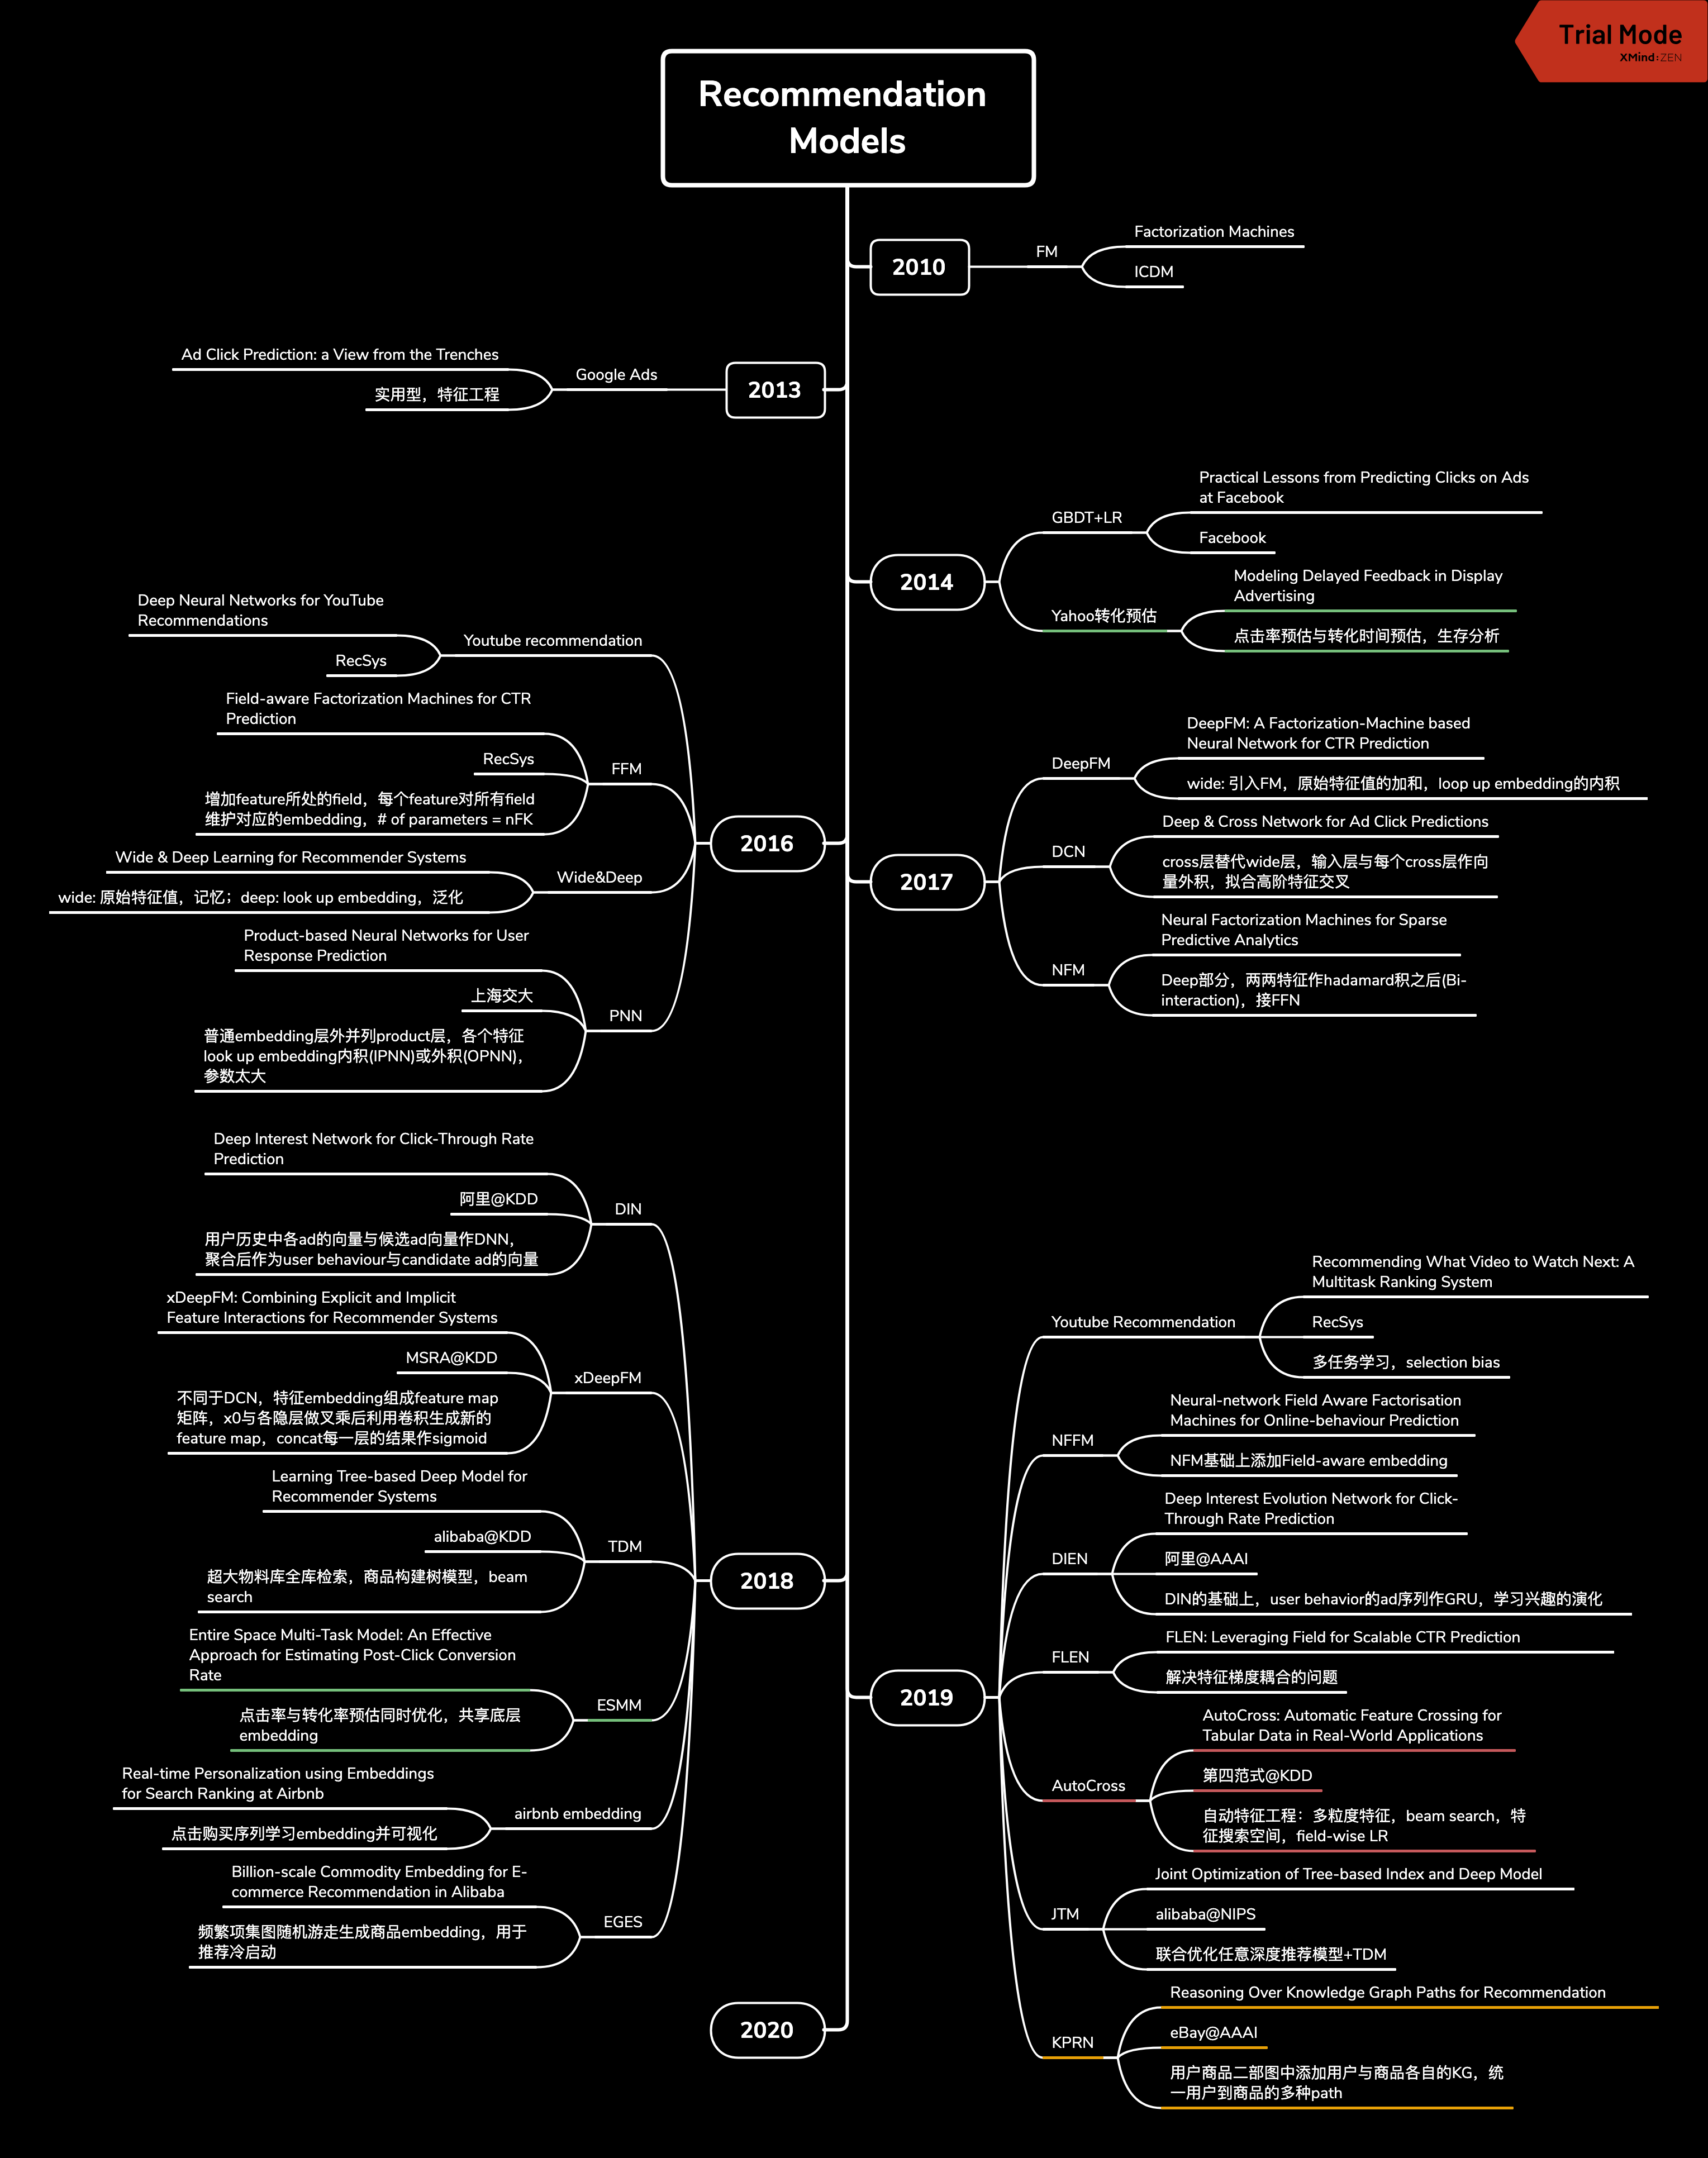 Trial Mode
XMind:ZEN
Recommendation
Models
2010
FM
Factorization Machines
ICDM
2013
Google Ads
Ad Click Prediction: a View from the Trenches
实用型，特征工程
2014
GBDT+LR
Practical Lessons from Predicting Clicks on Ads
at Facebook
Facebook
Yahoo转化预估
Modeling Delayed Feedback in Display
Advertising
点击率预估与转化时间预估，生存分析
2016
Youtube recommendation
Deep Neural Networks for YouTube
Recommendations
RecSys
FFM
Field-aware Factorization Machines for CTR
Prediction
RecSys
增加feature所处的field，每个feature对所有field
维护对应的embedding，# of parameters = nFK
Wide&Deep
Wide & Deep Learning for Recommender Systems
wide: 原始特征值，记忆；deep: look up embedding，泛化
PNN
Product-based Neural Networks for User
Response Prediction
上海交大
普通embedding层外并列product层，各个特征
look up embedding内积(IPNN)或外积(OPNN)，
参数太大
2017
DeepFM
DeepFM: A Factorization-Machine based
Neural Network for CTR Prediction
wide: 引入FM，原始特征值的加和，loop up embedding的内积
DCN
Deep & Cross Network for Ad Click Predictions
cross层替代wide层，输入层与每个cross层作向
量外积，拟合高阶特征交叉
NFM
Neural Factorization Machines for Sparse
Predictive Analytics
Deep部分，两两特征作hadamard积之后(Bi-
interaction)，接FFN
2018
DIN
Deep Interest Network for Click-Through Rate
Prediction
阿里@KDD
用户历史中各ad的向量与候选ad向量作DNN，
聚合后作为user behaviour与candidate ad的向量
xDeepFM
xDeepFM: Combining Explicit and Implicit
Feature Interactions for Recommender Systems
MSRA@KDD
不同于DCN，特征embedding组成feature map
矩阵，x0与各隐层做叉乘后利用卷积生成新的
feature map，concat每一层的结果作sigmoid
TDM
Learning Tree-based Deep Model for
Recommender Systems
alibaba@KDD
超大物料库全库检索，商品构建树模型，beam
search
ESMM
Entire Space Multi-Task Model: An Effective
Approach for Estimating Post-Click Conversion
Rate
点击率与转化率预估同时优化，共享底层
embedding
airbnb embedding
Real-time Personalization using Embeddings
for Search Ranking at Airbnb
点击购买序列学习embedding并可视化
EGES
Billion-scale Commodity Embedding for E-
commerce Recommendation in Alibaba
频繁项集图随机游走生成商品embedding，用于
推荐冷启动
2019
Youtube Recommendation
Recommending What Video to Watch Next: A
Multitask Ranking System
RecSys
多任务学习，selection bias
NFFM
Neural-network Field Aware Factorisation
Machines for Online-behaviour Prediction
NFM基础上添加Field-aware embedding
DIEN
Deep Interest Evolution Network for Click-
Through Rate Prediction
阿里@AAAI
DIN的基础上，user behavior的ad序列作GRU，学习兴趣的演化
FLEN
FLEN: Leveraging Field for Scalable CTR Prediction
解决特征梯度耦合的问题
AutoCross
AutoCross: Automatic Feature Crossing for
Tabular Data in Real-World Applications
第四范式@KDD
自动特征工程：多粒度特征，beam search，特
征搜索空间，field-wise LR
JTM
Joint Optimization of Tree-based Index and Deep Model
alibaba@NIPS
联合优化任意深度推荐模型+TDM
KPRN
Reasoning Over Knowledge Graph Paths for Recommendation
eBay@AAAI
用户商品二部图中添加用户与商品各自的KG，统
一用户到商品的多种path
2020